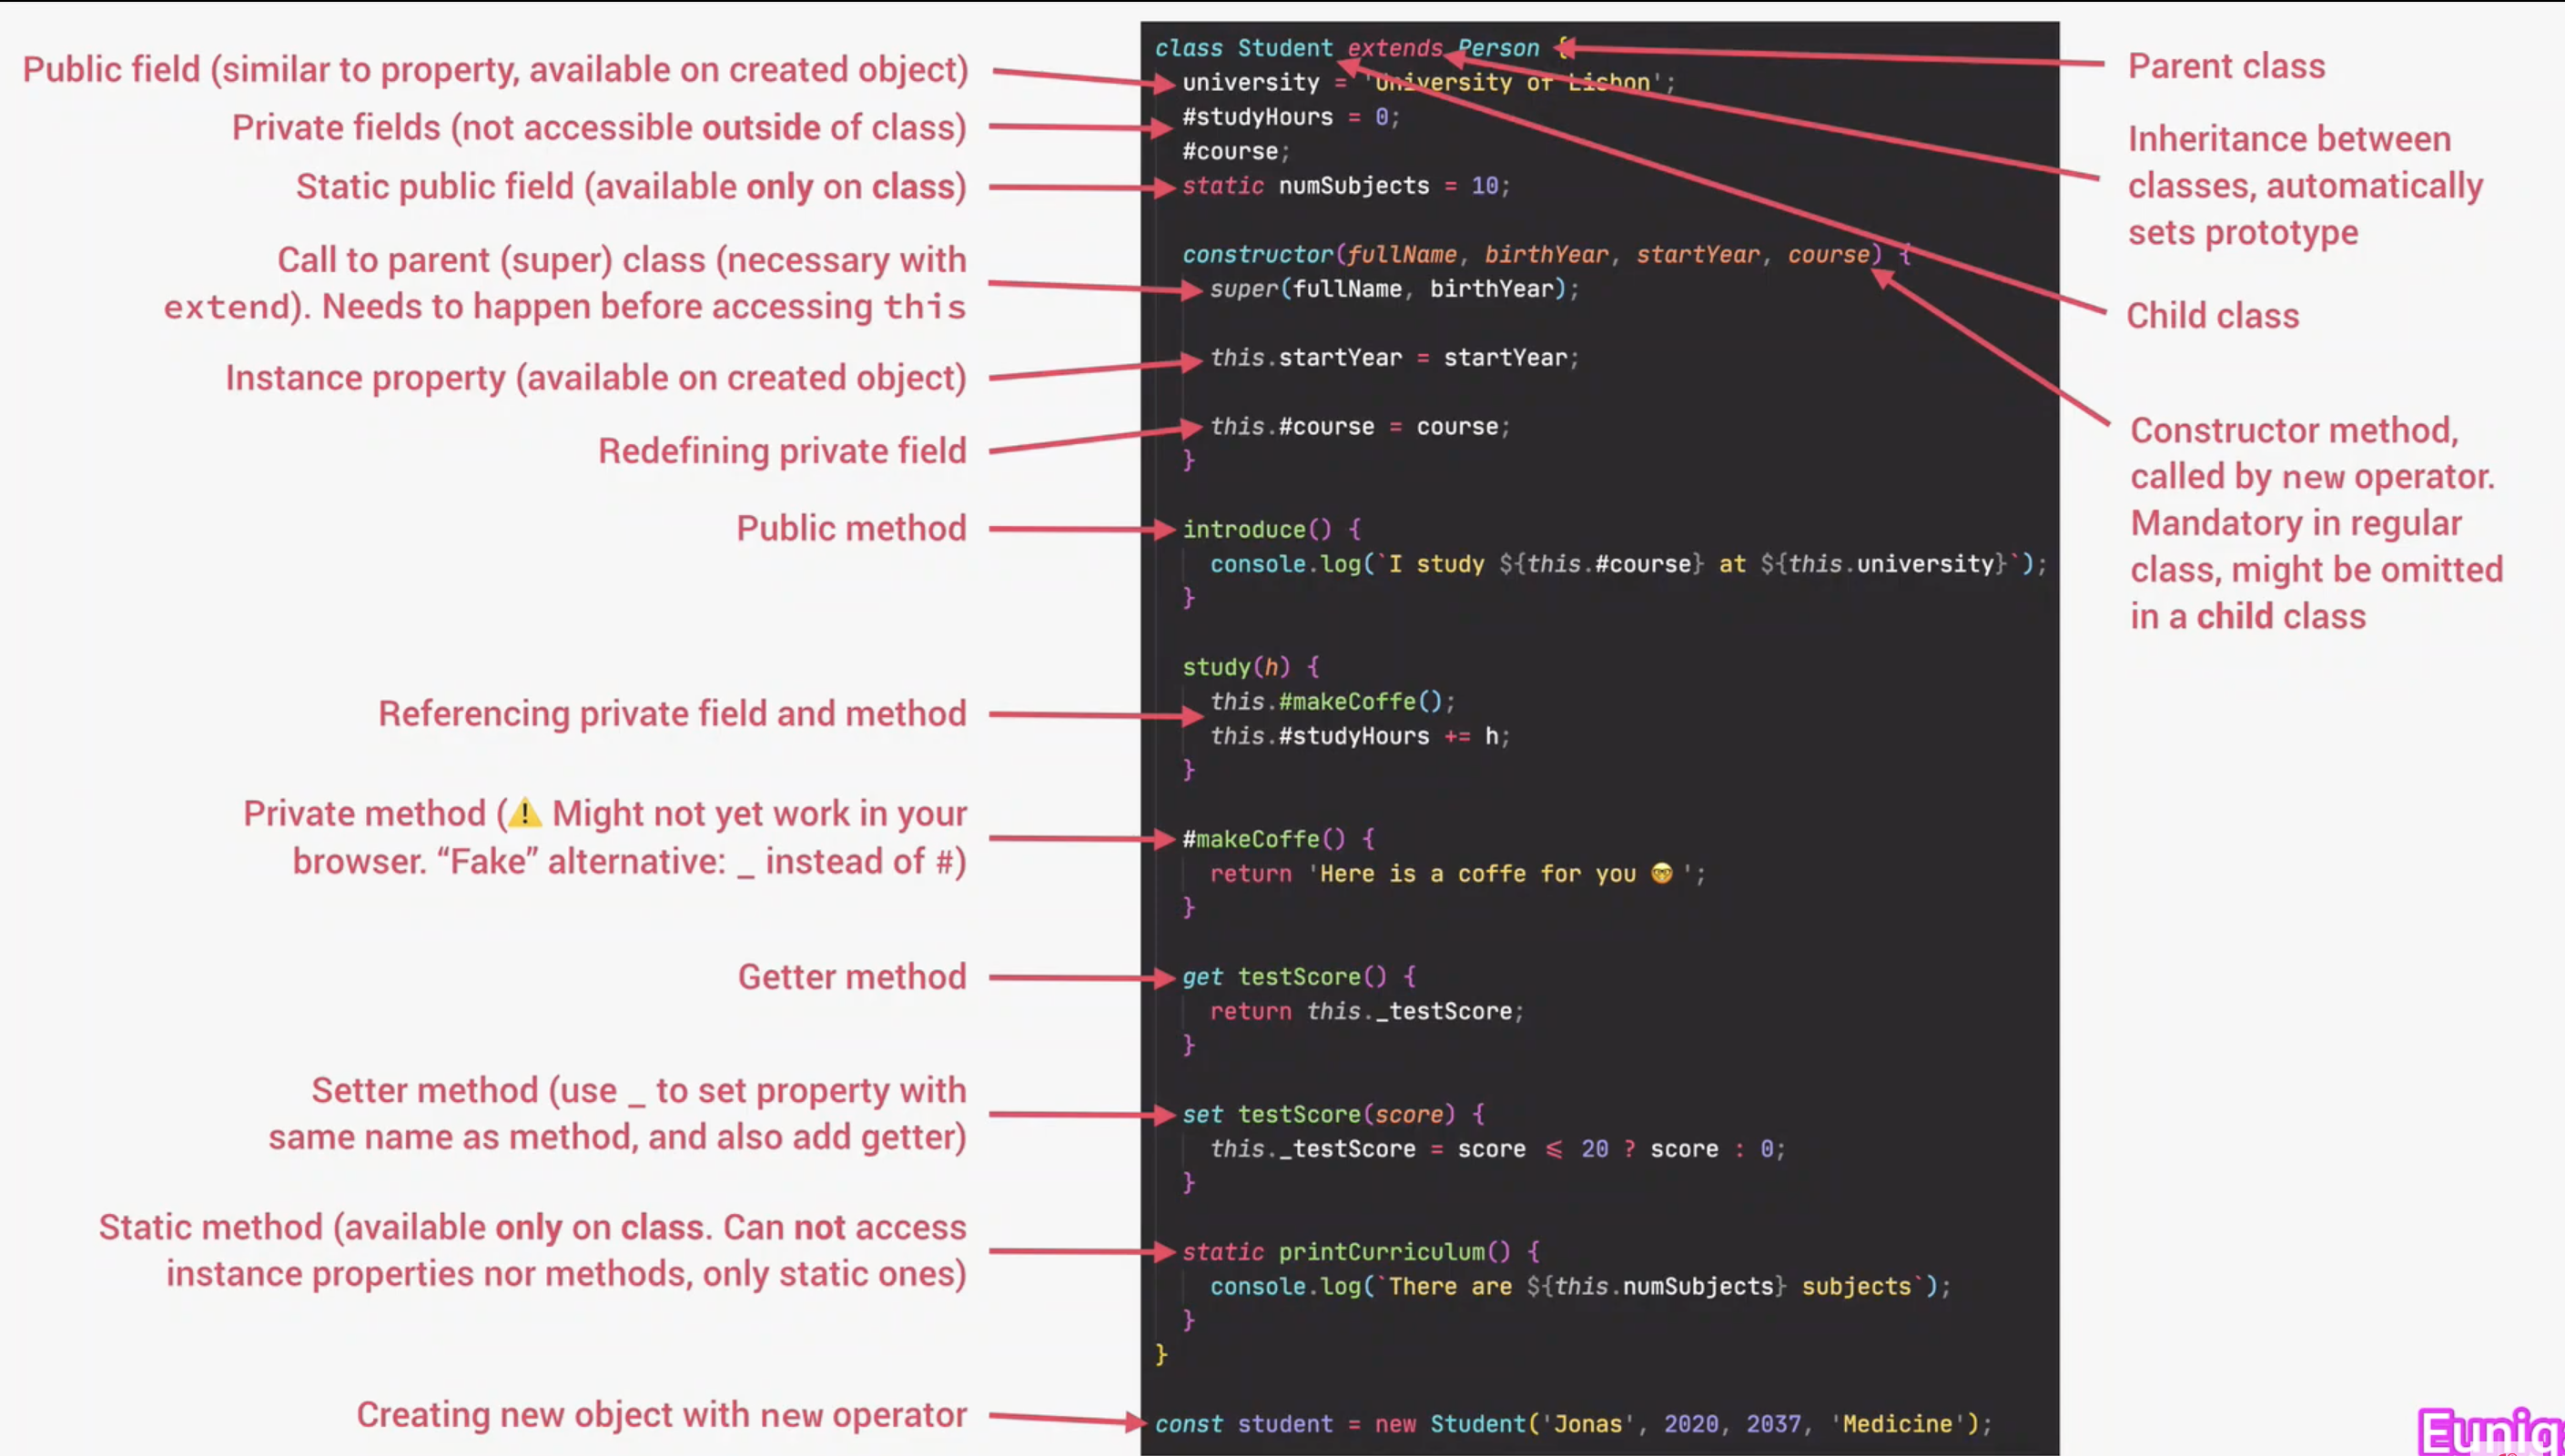 Public field (similar to property, available on created object)
Private fields (not accessible outside of class)
Static public field (available only on class)
Call to parent (super) class (necessary with
extend). Needs to happen before accessing this
Instance property (available on created object)
Redefining private field
Public method
Referencing private field and method
Private method (⚠️ Might not yet work in your
browser. “Fake” alternative: _ instead of #)
Getter method
Setter method (use _ to set property with
same name as method, and also add getter)
Static method (available only on class. Can not access
instance properties nor methods, only static ones)
Creating new object with new operator
class Student extends Person {
university = 'University of Lisbon';
#studyHours = 0;
#course;
static numSubjects = 10;
constructor(fullName, birthYear, startYear, course) {
super(fullName, birthYear);
this.startYear = startYear;
this.#course = course;
}
introduce() {
console.log(`I study ${this.#course} at ${this.university}`);
}
study(h) {
this.#makeCoffe();
this.#studyHours += h;
}
#makeCoffe() {
return 'Here is a coffe for you 🤓 ';
}
get testScore() {
return this._testScore;
}
set testScore(score) {
this._testScore = score ≤ 20 ? score : 0;
}
static printCurriculum() {
console.log(`There are ${this.numSubjects} subjects`);
}
}
const student = new Student('Jonas', 2020, 2037, 'Medicine');
Parent class
Inheritance between
classes, automatically
sets prototype
Child class
Constructor method,
called by new operator.
Mandatory in regular
class, might be omitted
in a child class